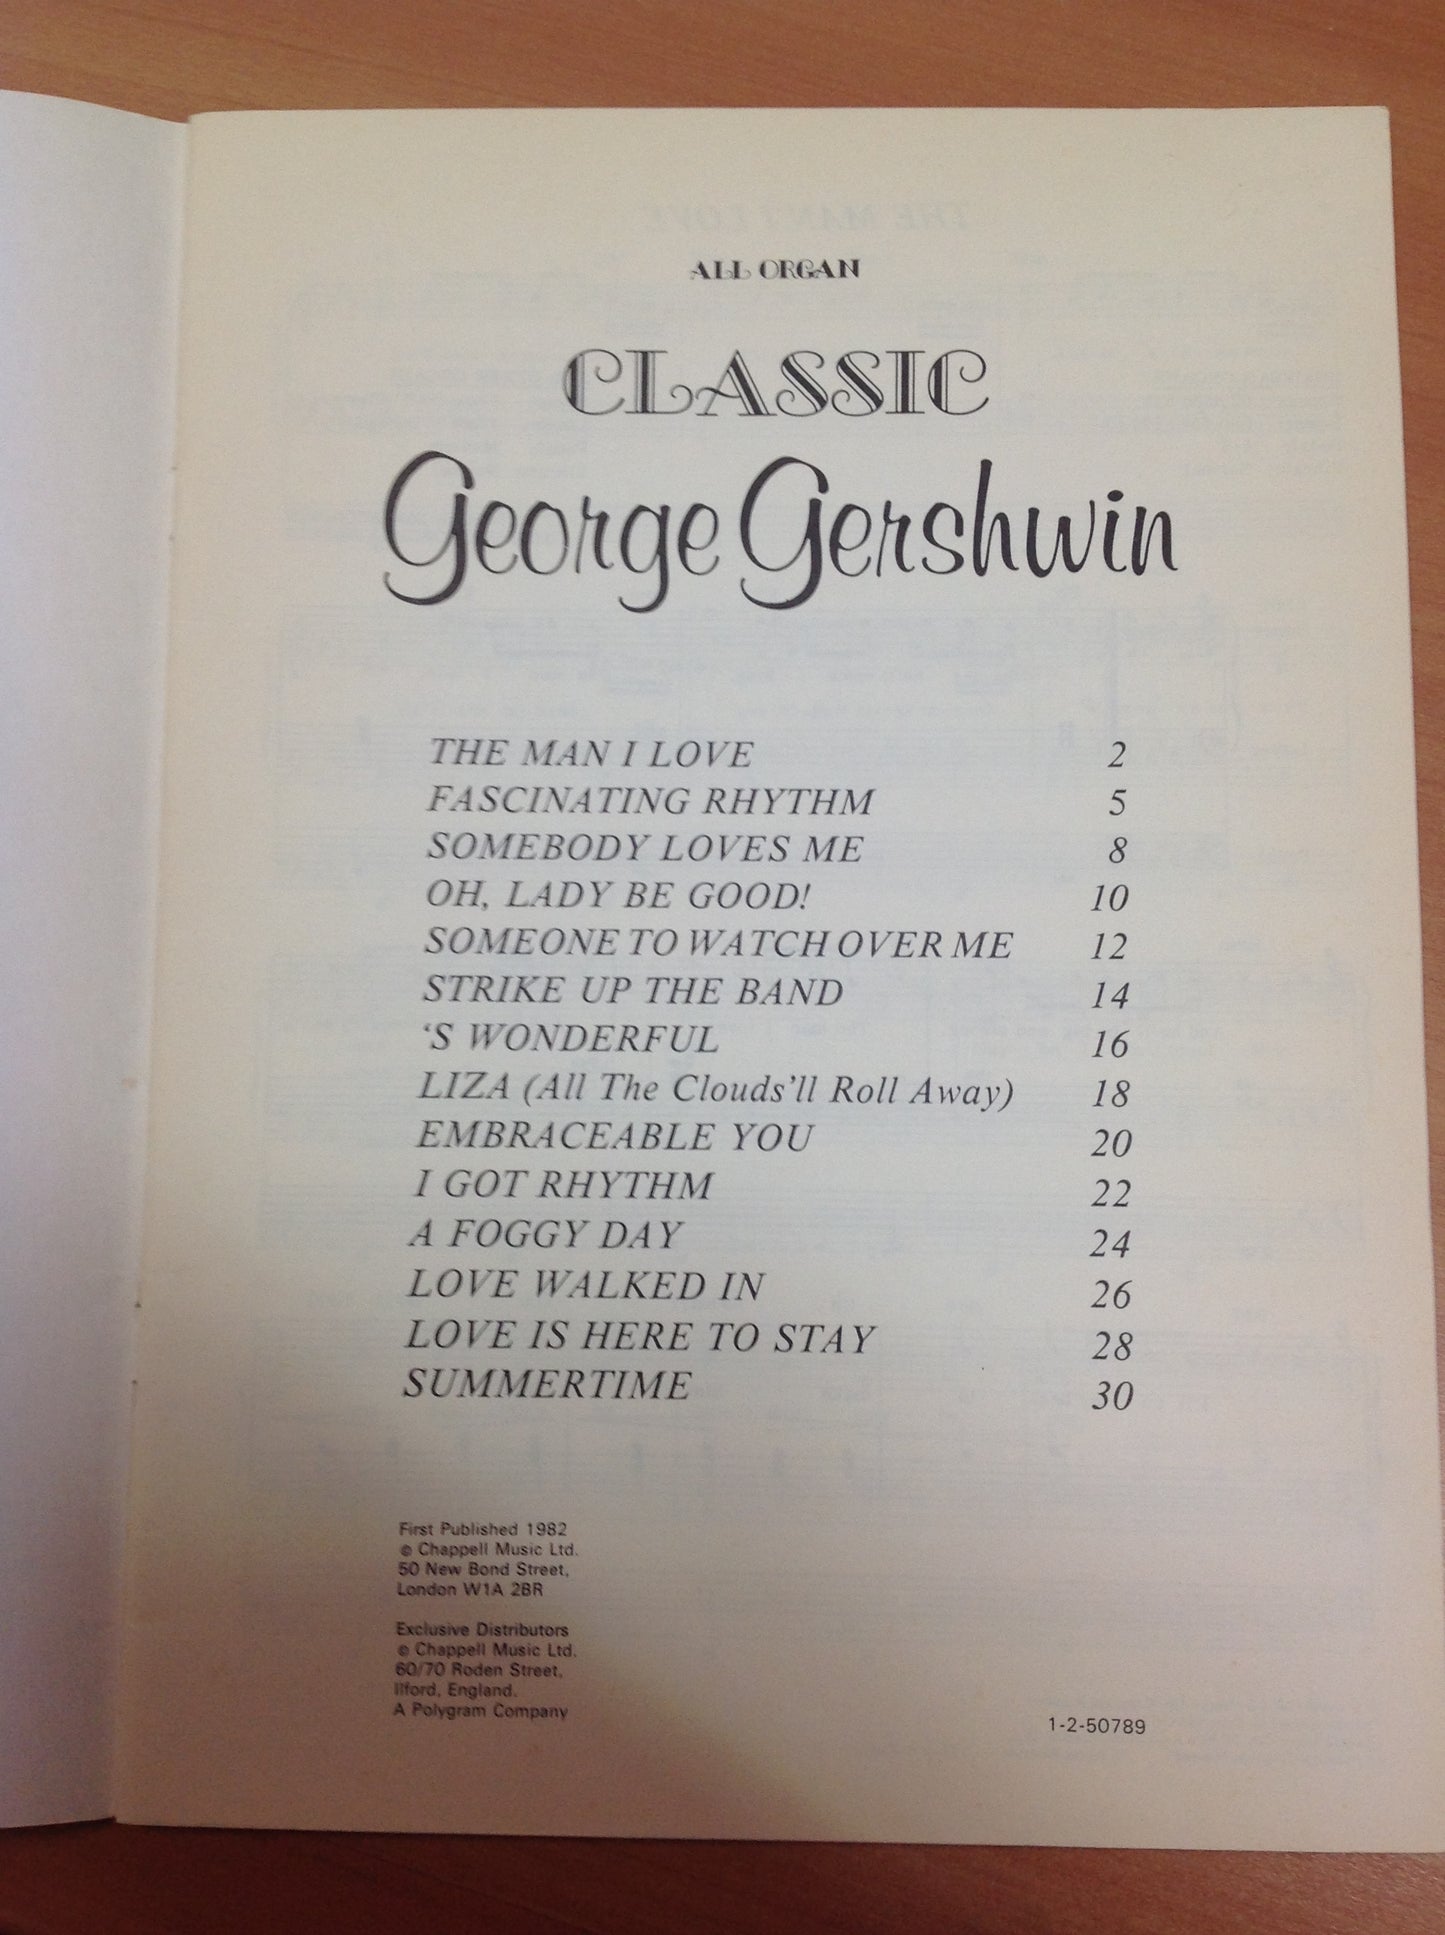 ALL ORGAN
CLASSIC
George Gershwin
THE MAN I LOVE 2
FASCINATING RHYTHM 5
SOMEBODY LOVES ME 8
OH, LADY BE GOOD! 10
SOMEONE TO WATCH OVER ME 12
STRIKE UP THE BAND 14
‘S WONDERFUL 16
LIZA (All The Clouds’ll Roll Away) 18
EMBRACEABLE YOU 20
I GOT RHYTHM 22
A FOGGY DAY 24
LOVE WALKED IN 26
LOVE IS HERE TO STAY 28
SUMMERTIME 30
First Published 1982
© Chappell Music Ltd.
50 New Bond Street,
London W1A 2BR
Exclusive Distributors
© Chappell Music Ltd.
60/70 Roden Street,
Ilford, England.
A Polygram Company
1-2-50789